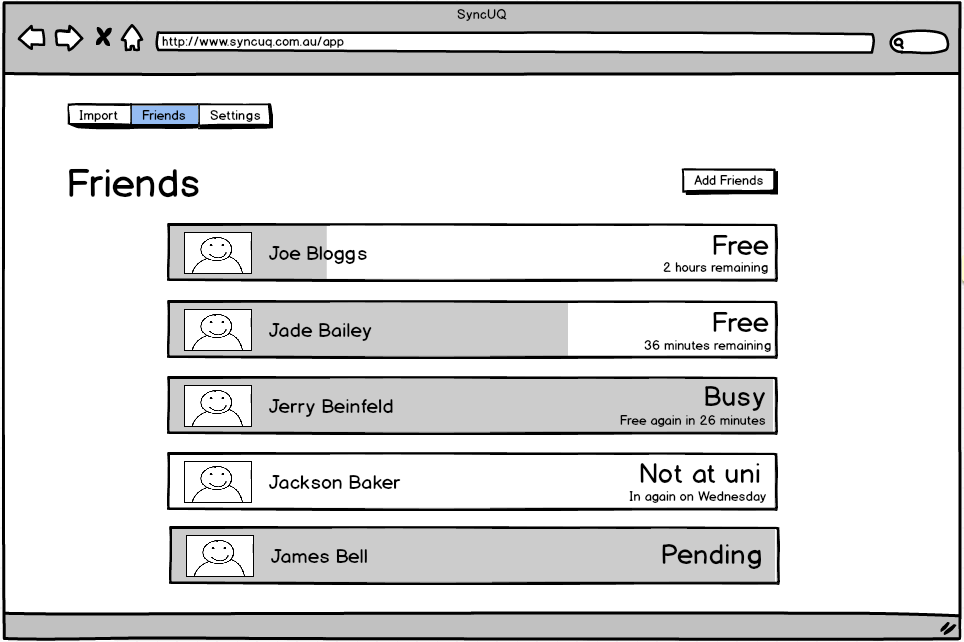 SyncUQ
http://www.syncuq.com.au/app
Import Friends Settings
Friends
Add Friends
Joe Bloggs
Free
2 hours remaining
Jade Bailey
Free
36 minutes remaining
Jerry Beinfeld
Busy
Free again in 26 minutes
Jackson Baker
Not at uni
In again on Wednesday
James Bell
Pending